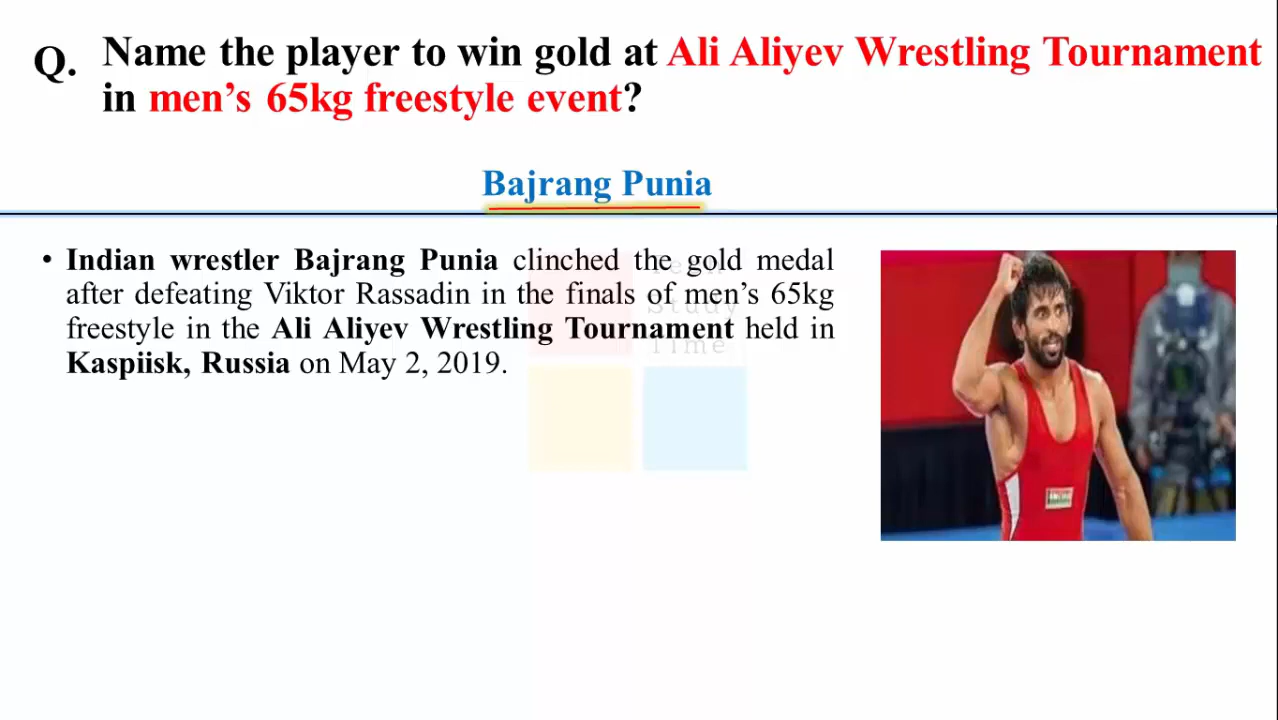 Q. Name the player to win gold at Ali Aliyev Wrestling Tournament
in men’s 65kg freestyle event?
Bajrang Punia
• Indian wrestler Bajrang Punia clinched the gold medal
after defeating Viktor Rassadin in the finals of men’s 65kg
freestyle in the Ali Aliyev Wrestling Tournament held in
Kaspiisk, Russia on May 2, 2019.
Study
Time